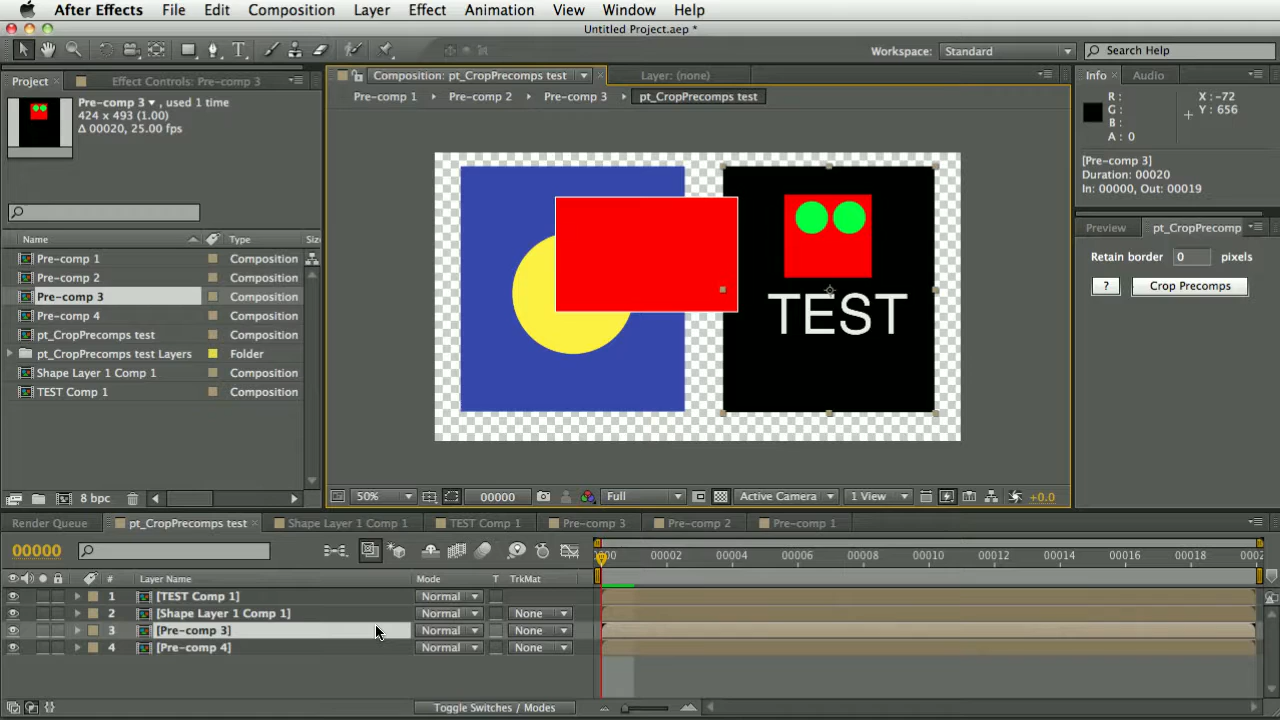 After Effects File Edit Composition Layer Effect Animation View Window Help
Untitled Project.aep *
Workspace: Standard Search Help
Project Effect Controls: Pre-comp 3
Composition: pt_CropPrecomps test Layer: (none)
Info Audio
Pre-comp 3 , used 1 time
424 x 493 (1.00)
Δ 00020, 25.00 fps
Pre-comp 1 Pre-comp 2 Pre-comp 3 pt_CropPrecomps test
R :
G :
B :
A : 0
X : -72
Y : 656
[Pre-comp 3]
Duration: 00020
In: 00000, Out: 00019
Preview pt_CropPrecomp
Retain border 0 pixels
? Crop Precomps
Name Type Siz
Pre-comp 1 Composition
Pre-comp 2 Composition
Pre-comp 3 Composition
Pre-comp 4 Composition
pt_CropPrecomps test Composition
pt_CropPrecomps test Layers Folder
Shape Layer 1 Comp 1 Composition
TEST Comp 1 Composition
TEST
8 bpc
50% 00000 Full Active Camera 1 View +0.0
Render Queue pt_CropPrecomps test Shape Layer 1 Comp 1 TEST Comp 1 Pre-comp 3 Pre-comp 2 Pre-comp 1
00000
000 00002 00004 00006 00008 00010 00012 00014 00016 00018 0002
# Layer Name Mode T TrkMat
1 [TEST Comp 1] Normal
2 [Shape Layer 1 Comp 1] Normal None
3 [Pre-comp 3] Normal None
4 [Pre-comp 4] Normal None
Toggle Switches / Modes